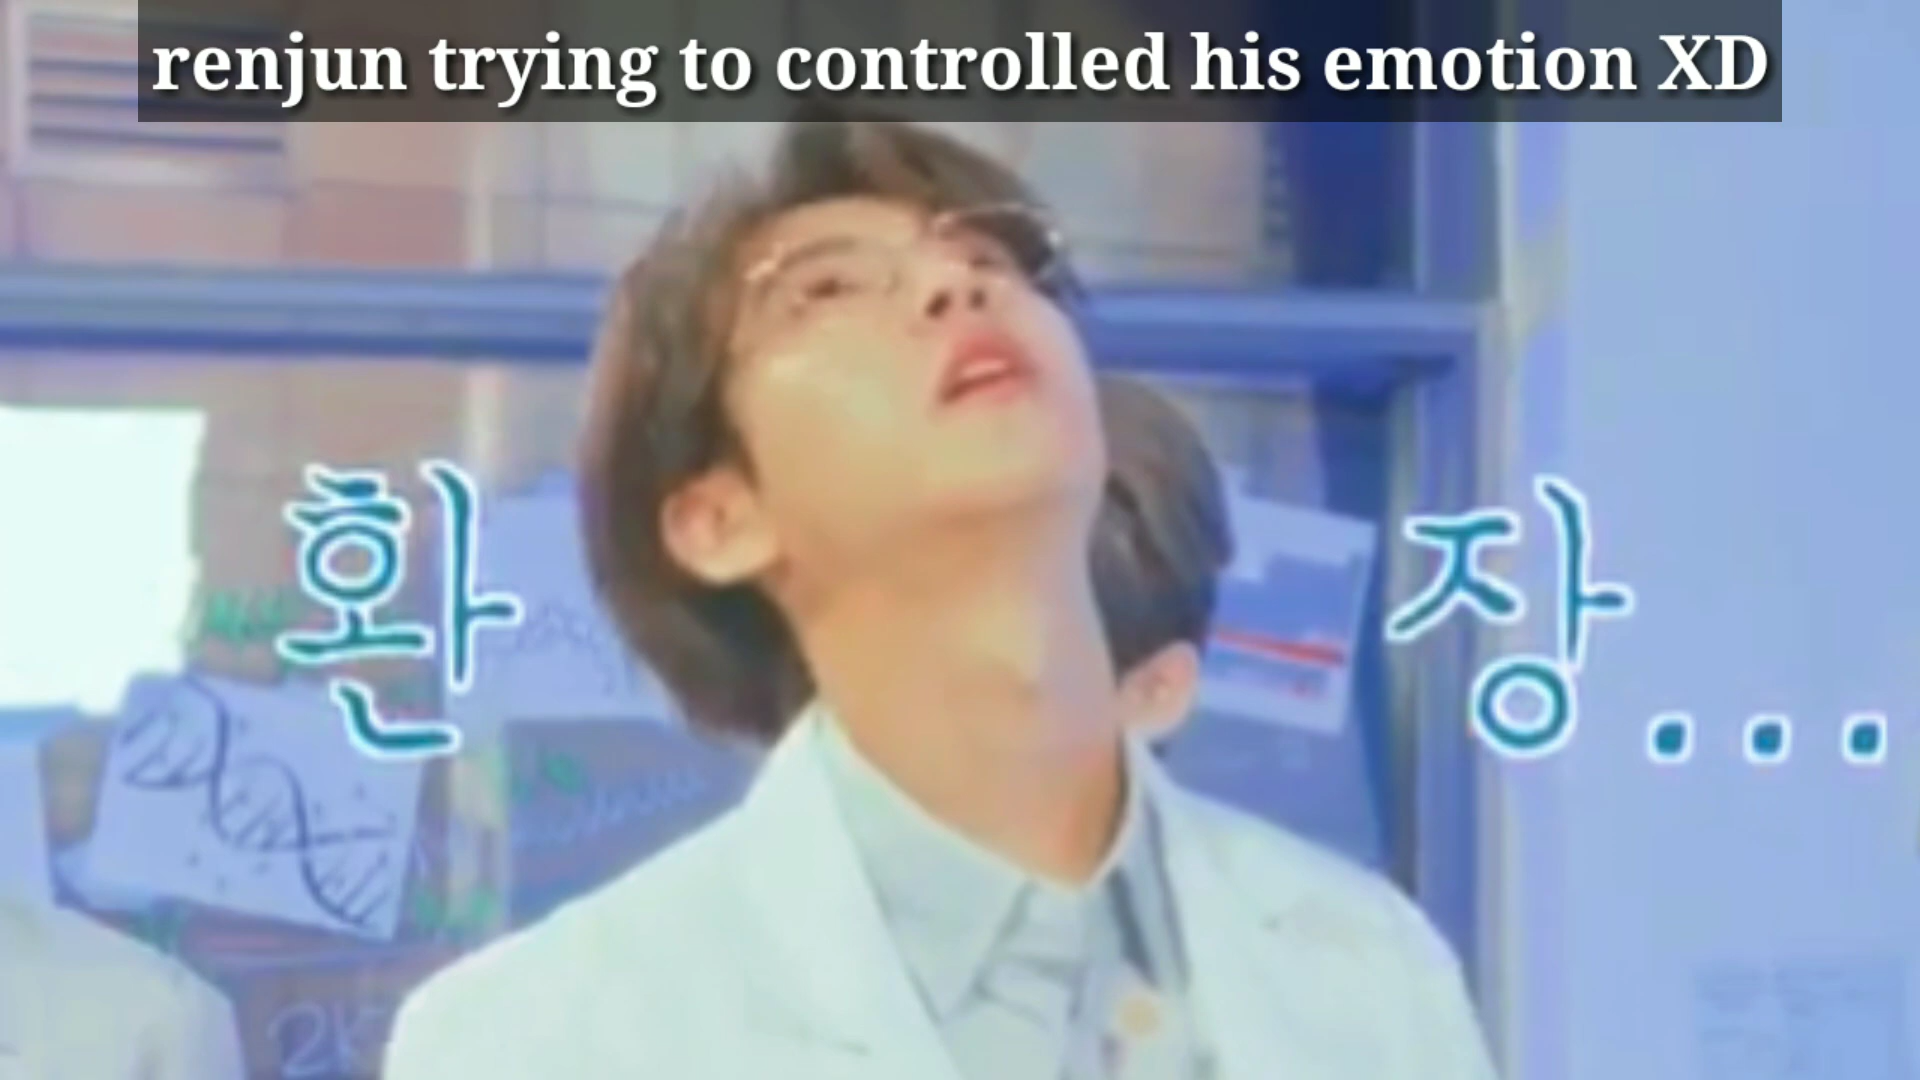 renjun trying to controlled his emotion XD
환 장...